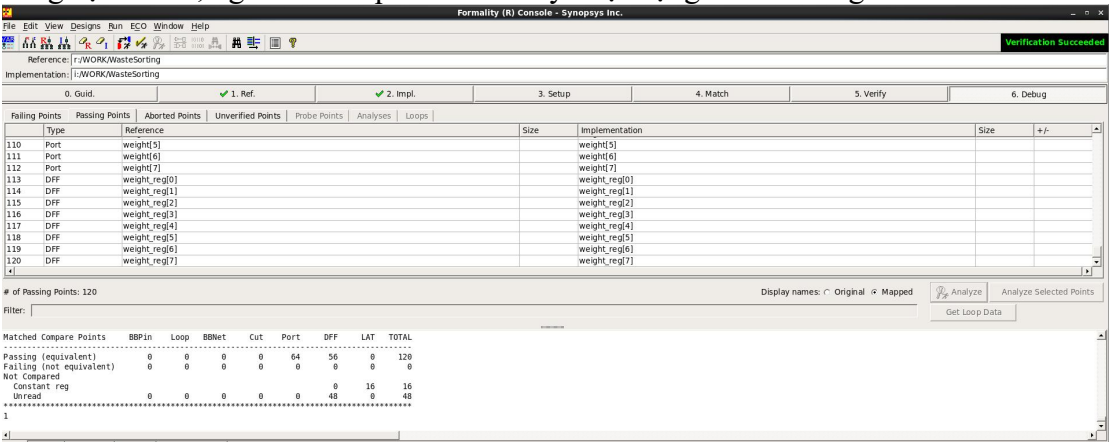 Formality (R) Console - Synopsys Inc.
File Edit View Designs Run ECO Window Help
Verification Succeeded
Reference: r:/WORK/WasteSorting
Implementation: i:/WORK/WasteSorting
0. Guid. 1. Ref. 2. Impl. 3. Setup 4. Match 5. Verify 6. Debug
Failing Points Passing Points Aborted Points Unverified Points Probe Points Analyses Loops
Type Reference Size Implementation Size +/-
110 Port weight[5] weight[5]
111 Port weight[6] weight[6]
112 Port weight[7] weight[7]
113 DFF weight_reg[0] weight_reg[0]
114 DFF weight_reg[1] weight_reg[1]
115 DFF weight_reg[2] weight_reg[2]
116 DFF weight_reg[3] weight_reg[3]
117 DFF weight_reg[4] weight_reg[4]
118 DFF weight_reg[5] weight_reg[5]
119 DFF weight_reg[6] weight_reg[6]
120 DFF weight_reg[7] weight_reg[7]
# of Passing Points: 120 Display names: Original Mapped Analyze Analyze Selected Points
Filter: Get Loop Data
Matched Compare Points BBPin Loop BBNet Cut Port DFF LAT TOTAL
Passing (equivalent) 0 0 0 0 64 56 0 120
Failing (not equivalent) 0 0 0 0 0 0 0 0
Not Compared
Constant reg 0 16 16
Unread 0 0 0 0 0 48 0 48
1